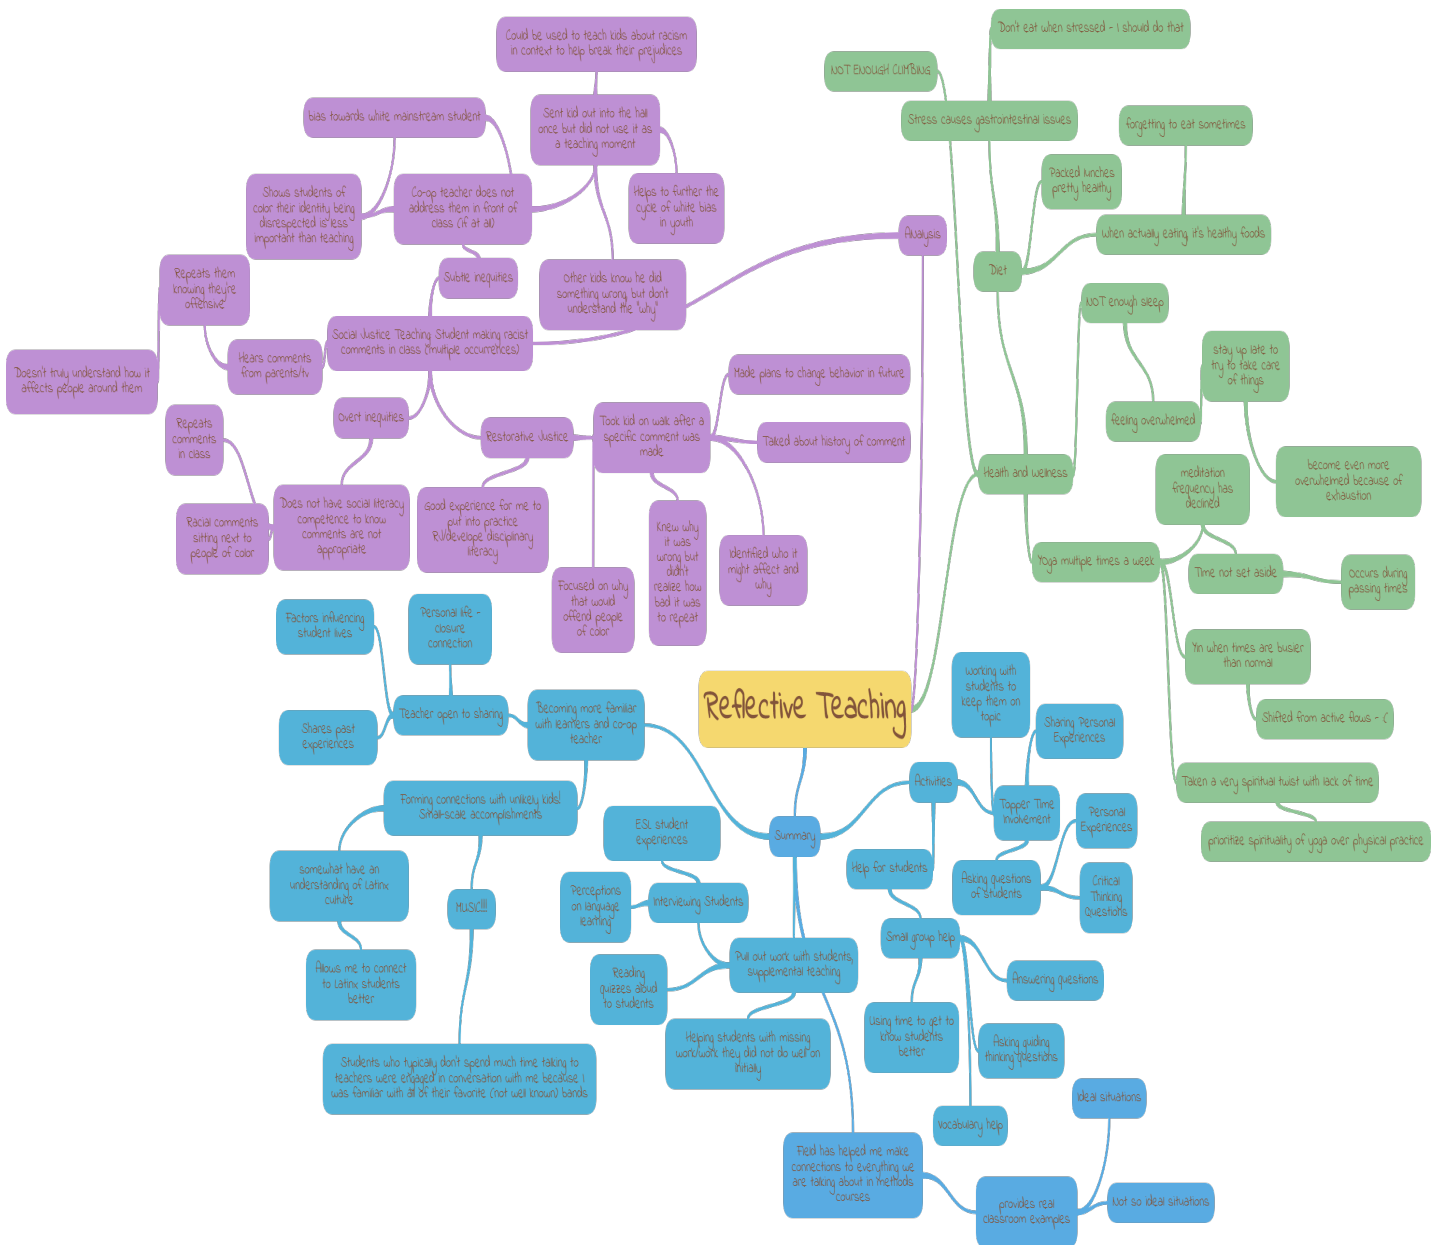 Could be used to teach kids about racism
in context to help break their prejudices
Don't eat when stressed - I should do that
NOT ENOUGH CLIMBING
bias towards white mainstream student
Sent kid out into the hall
once but did not use it as
a teaching moment
Stress causes gastrointestinal issues
forgetting to eat sometimes
Shows students of
color their identity being
disrespected is less
important than teaching
Co-op teacher does not
address them in front of
class (if at all)
Helps to further the
cycle of white bias
in youth
Packed lunches
pretty healthy
Analysis
when actually eating, it's healthy foods
Repeats them
knowing they're
offensive
Subtle inequities
Other kids know he did
something wrong, but don't
understand the "why"
Diet
NOT enough sleep
Social Justice Teaching: Student making racist
comments in class (multiple occurrences)
Hears comments
from parents/tv
Doesn't truly understand how it
affects people around them
stay up late to
try to take care
of things
Made plans to change behavior in future
Repeats
comments
in class
Overt inequities
Restorative Justice
Took kid on walk after a
specific comment was
made
Talked about history of comment
feeling overwhelmed
Health and Wellness
meditation
frequency has
declined
become even more
overwhelmed because of
exhaustion
Racial comments
sitting next to
people of color
Does not have social literacy
competence to know
comments are not
appropriate
Good experience for me to
put into practice
RJ/develope disciplinary
literacy
Knew why
it was
wrong but
didn't
realize how
bad it was
to repeat
Identified who it
might affect and
why
Focused on why
that would
offend people
of color
Yoga multiple times a week
Time not set aside
Occurs during
passing times
Factors influencing
student lives
Personal life -
closure
connection
Yin when times are busier
than normal
Teacher open to sharing
Becoming more familiar
with learners and co-op
teacher
Reflective Teaching
working with
students to
keep them on
topic
Sharing Personal
Experiences
Shifted from active flows - :(
Shares past
experiences
Forming connections with unlikely kids!
Small-scale accomplishments
Activities
Taken a very spiritual twist with lack of time
ESL student
experiences
Summary
Topper Time
Involvement
Personal
Experiences
prioritize spirituality of yoga over physical practice
somewhat have an
understanding of Latinx
culture
MUSIC!!!!
Perceptions
on language
learning
Interviewing Students
Help for students
Asking questions
of students
Critical
Thinking
Questions
Allows me to connect
to Latinx students
better
Reading
quizzes aloud
to students
Pull out work with students,
supplemental teaching
Small group help
Answering questions
Using time to get to
know students
better
Asking guiding
thinking questions
Helping students with missing
work/work they did not do well on
initially
Students who typically don't spend much time talking to
teachers were engaged in conversation with me because I
was familiar with all of their favorite (not well known) bands
Vocabulary help
Ideal situations
Field has helped me make
connections to everything we
are talking about in Methods
courses
provides real
classroom examples
Not so ideal situations